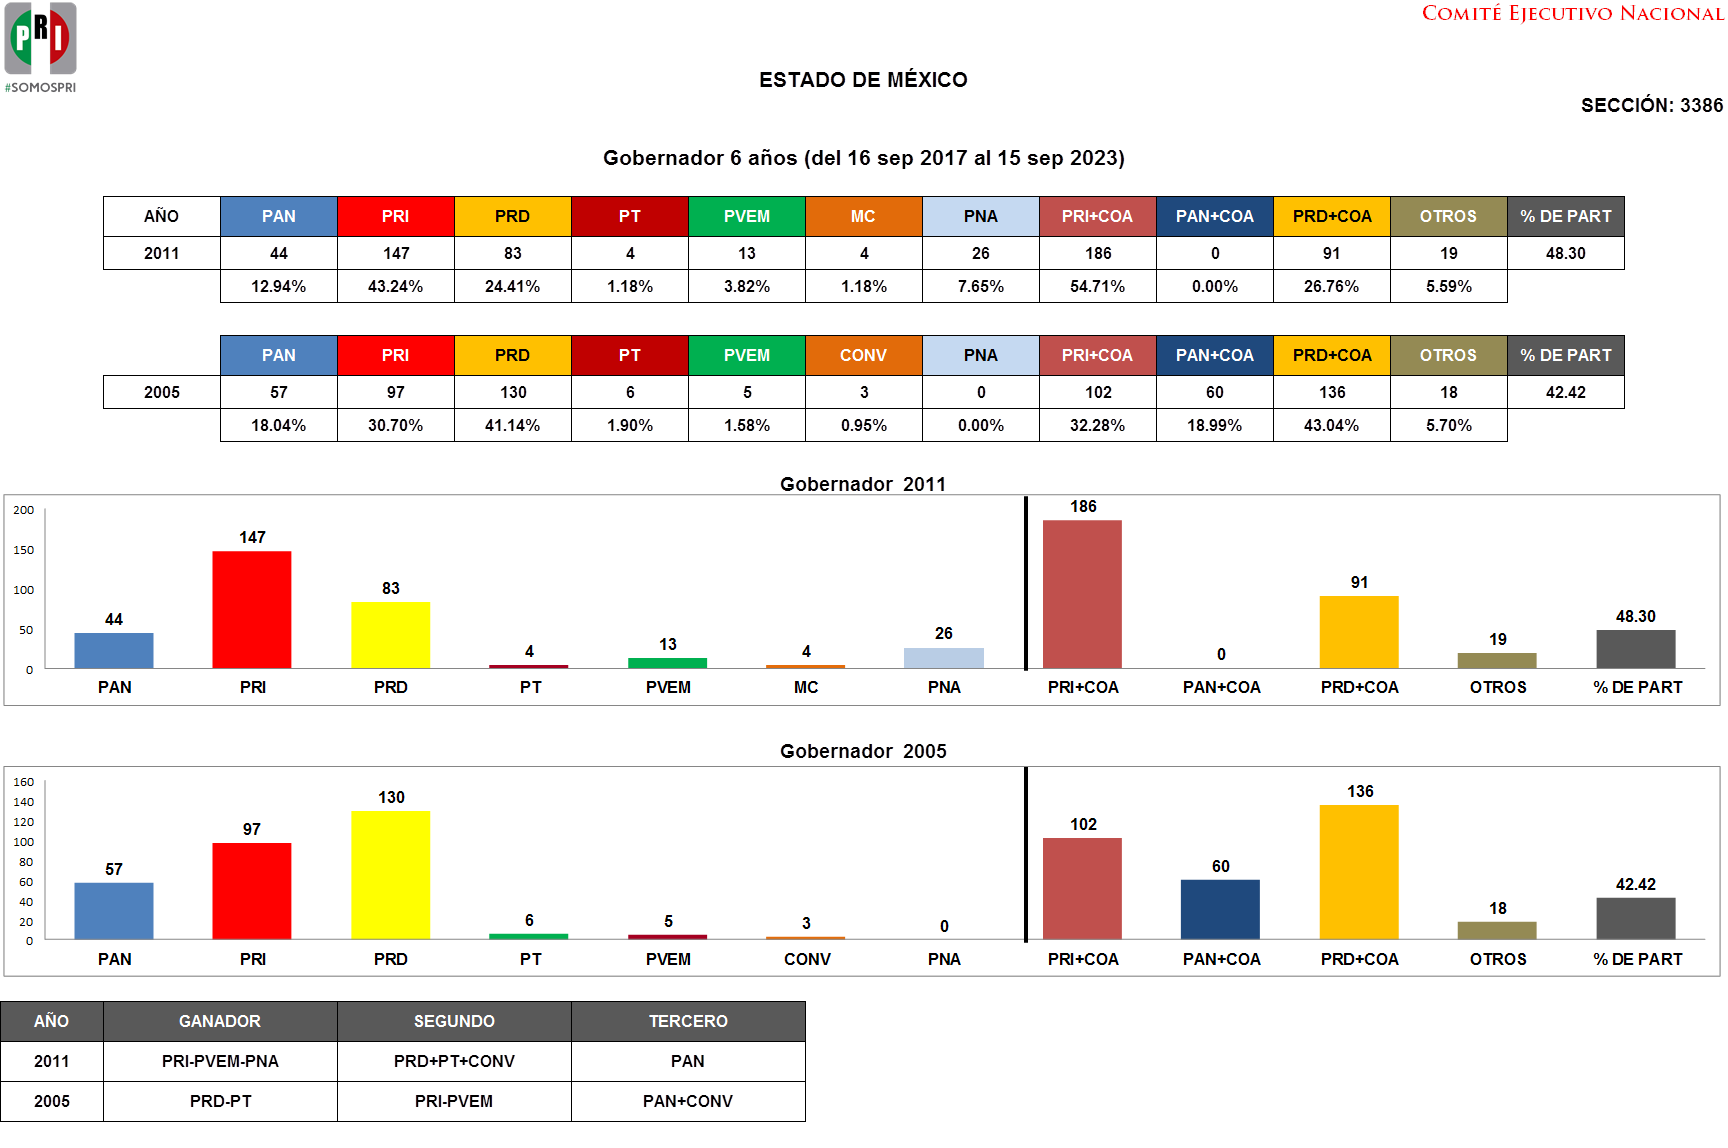 PRI
#SOMOSPRI
COMITÉ EJECUTIVO NACIONAL
ESTADO DE MÉXICO
SECCIÓN: 3386
Gobernador 6 años (del 16 sep 2017 al 15 sep 2023)
AÑO PAN PRI PRD PT PVEM MC PNA PRI+COA PAN+COA PRD+COA OTROS % DE PART
2011 44 147 83 4 13 4 26 186 0 91 19 48.30
12.94% 43.24% 24.41% 1.18% 3.82% 1.18% 7.65% 54.71% 0.00% 26.76% 5.59%
PAN PRI PRD PT PVEM CONV PNA PRI+COA PAN+COA PRD+COA OTROS % DE PART
2005 57 97 130 6 5 3 0 102 60 136 18 42.42
18.04% 30.70% 41.14% 1.90% 1.58% 0.95% 0.00% 32.28% 18.99% 43.04% 5.70%
Gobernador 2011
200
150
100
50
0
44 147 83 4 13 4 26 186 0 91 19 48.30
PAN PRI PRD PT PVEM MC PNA PRI+COA PAN+COA PRD+COA OTROS % DE PART
Gobernador 2005
160
140
120
100
80
60
40
20
0
57 97 130 6 5 3 0 102 60 136 18 42.42
PAN PRI PRD PT PVEM CONV PNA PRI+COA PAN+COA PRD+COA OTROS % DE PART
AÑO GANADOR SEGUNDO TERCERO
2011 PRI-PVEM-PNA PRD+PT+CONV PAN
2005 PRD-PT PRI-PVEM PAN+CONV